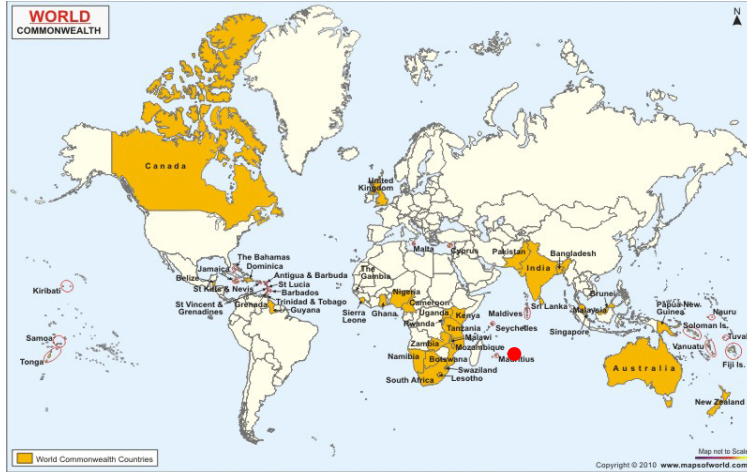 WORLD
COMMONWEALTH
N
Canada
United
Kingdom
Malta
Cyprus
Pakistan
Bangladesh
India
The Bahamas
Jamaica
Dominica
Antigua & Barbuda
Belize
St Lucia
St Kitts & Nevis
Barbados
St Vincent &
Grenadines
Grenada
Trinidad & Tobago
Guyana
The
Gambia
Sierra
Leone
Ghana
Nigeria
Cameroon
Uganda
Kenya
Rwanda
Tanzania
Malawi
Zambia
Mozambique
Namibia
Botswana
Swaziland
South Africa
Lesotho
Maldives
Sri Lanka
Seychelles
Mauritius
Brunei
Malaysia
Singapore
Papua New
Guinea
Nauru
Soloman Is.
Tuval
Vanuatu
Fiji Is.
Australia
New Zealand
Kiribati
Samoa
Tonga
World Commonwealth Countries
Map not to Scale
Copyright © 2010 www.mapsofworld.com